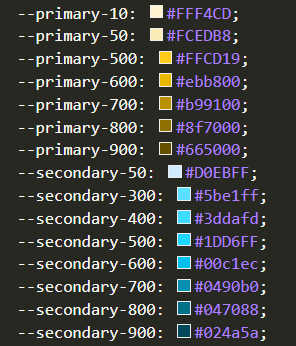 --primary-10: #FFF4CD;
--primary-50: #FCEDB8;
--primary-500: #FFCD19;
--primary-600: #ebb800;
--primary-700: #b99100;
--primary-800: #8f7000;
--primary-900: #665000;
--secondary-50: #D0EBFF;
--secondary-300: #5be1ff;
--secondary-400: #3ddafd;
--secondary-500: #1DD6FF;
--secondary-600: #00c1ec;
--secondary-700: #0490b0;
--secondary-800: #047088;
--secondary-900: #024a5a;